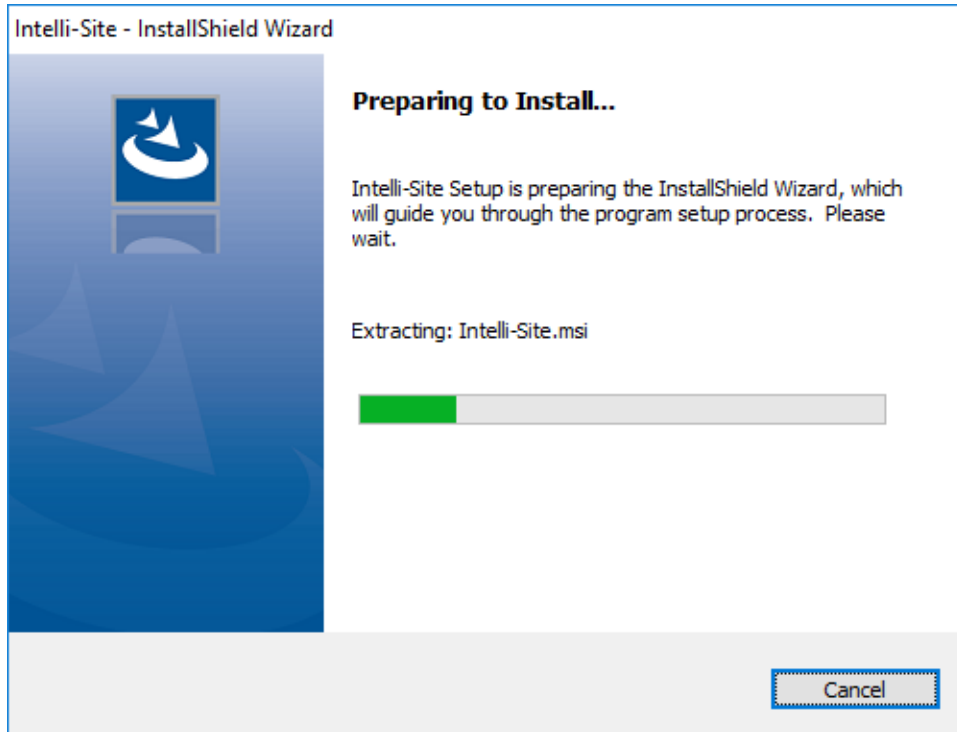 Intelli-Site - InstallShield Wizard
Preparing to Install...
Intelli-Site Setup is preparing the InstallShield Wizard, which
will guide you through the program setup process.  Please
wait.
Extracting: Intelli-Site.msi
Cancel